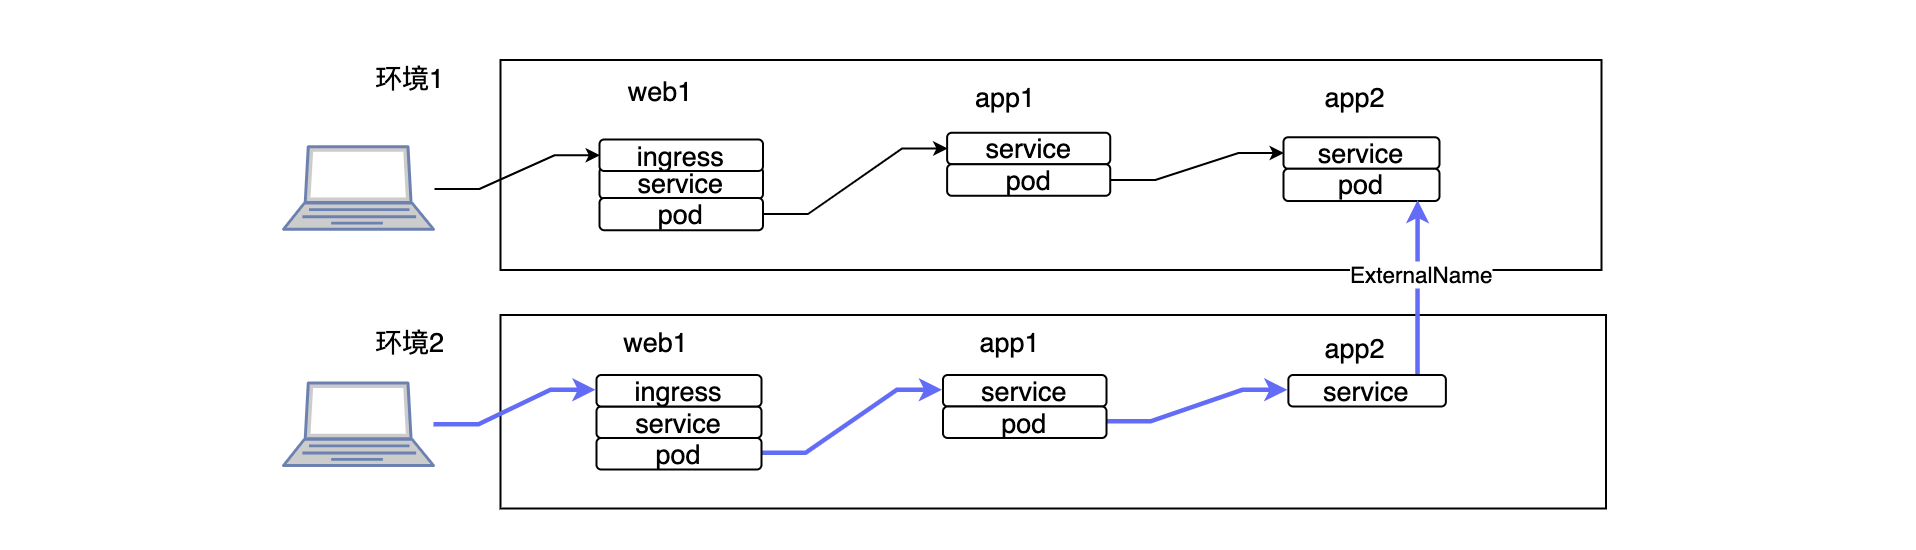 环境1
web1
app1
app2
ingress
service
pod
service
pod
service
pod
ExternalName
环境2
web1
app1
app2
ingress
service
pod
service
pod
service